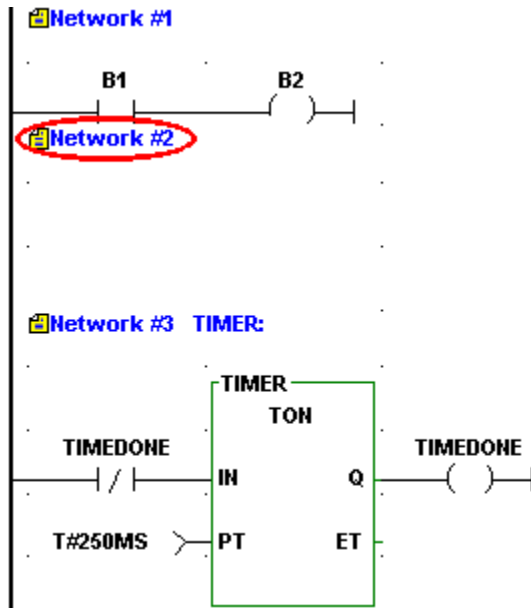 Network #1
B1 B2
Network #2
Network #3 TIMER:
TIMER
TON
TIMEDONE TIMEDONE
IN Q
T#250MS PT ET